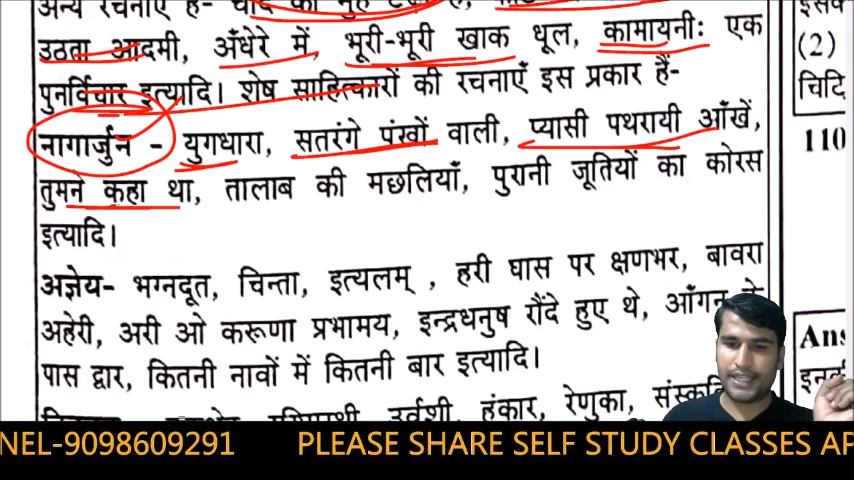 अन्य रचनाएँ हैं- चाँद का मुँह
उठता आदमी, अँधेरे में, भूरी-भूरी खाक धूल, कामायनीः एक
पुनर्विचार इत्यादि। शेष साहित्कारों की रचनाएँ इस प्रकार हैं-
नागार्जुन - युगधारा, सतरंगे पंखों वाली, प्यासी पथरायी आँखें,
तुमने कहा था, तालाब की मछलियाँ, पुरानी जूतियों का कोरस
इत्यादि।
अज्ञेय- भग्नदूत, चिन्ता, इत्यलम् , हरी घास पर क्षणभर, बावरा
अहेरी, अरी ओ करूणा प्रभामय, इन्द्रधनुष रौंदे हुए थे, आँगन के
पास द्वार, कितनी नावों में कितनी बार इत्यादि।
उर्वशी, हुंकार, रेणुका,
(2)
चिटि
110
Ans
NEL-9098609291 PLEASE SHARE SELF STUDY CLASSES AP